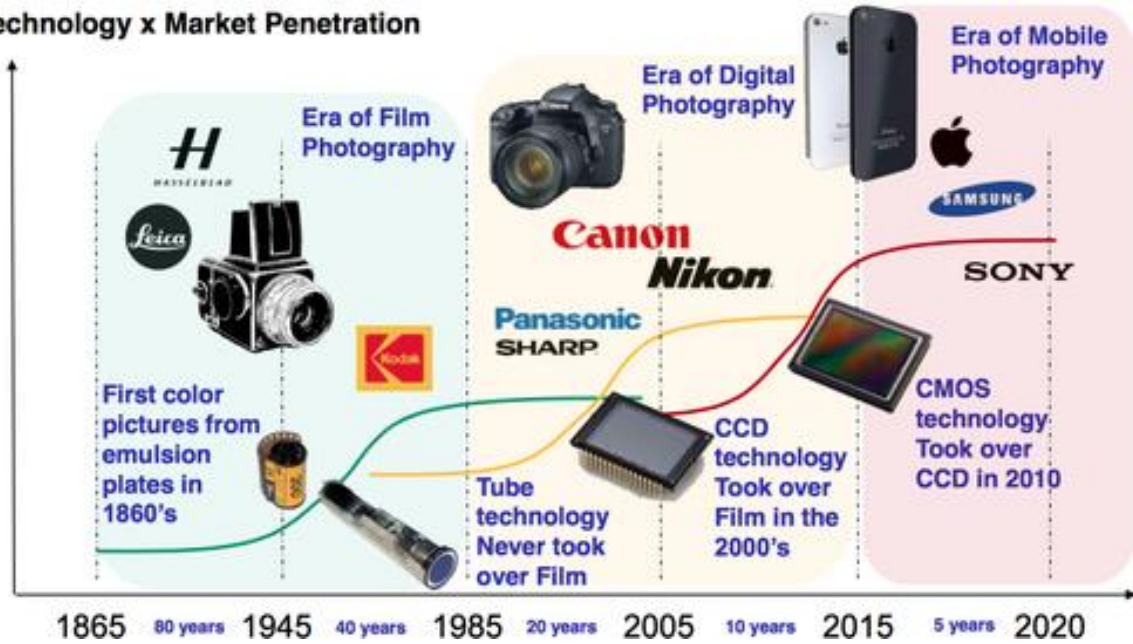 echnology x Market Penetration
Era of Film
Photography
Era of Digital
Photography
Era of Mobile
Photography
H
HASSELBLAD
Leica
Kodak
Canon
Nikon
Panasonic
SHARP
SAMSUNG
SONY
First color
pictures from
emulsion
plates in
1860's
Tube
technology
Never took
over Film
CCD
technology
Took over
Film in the
2000's
CMOS
technology
Took over
CCD in 2010
1865 80 years 1945 40 years 1985 20 years 2005 10 years 2015 5 years 2020